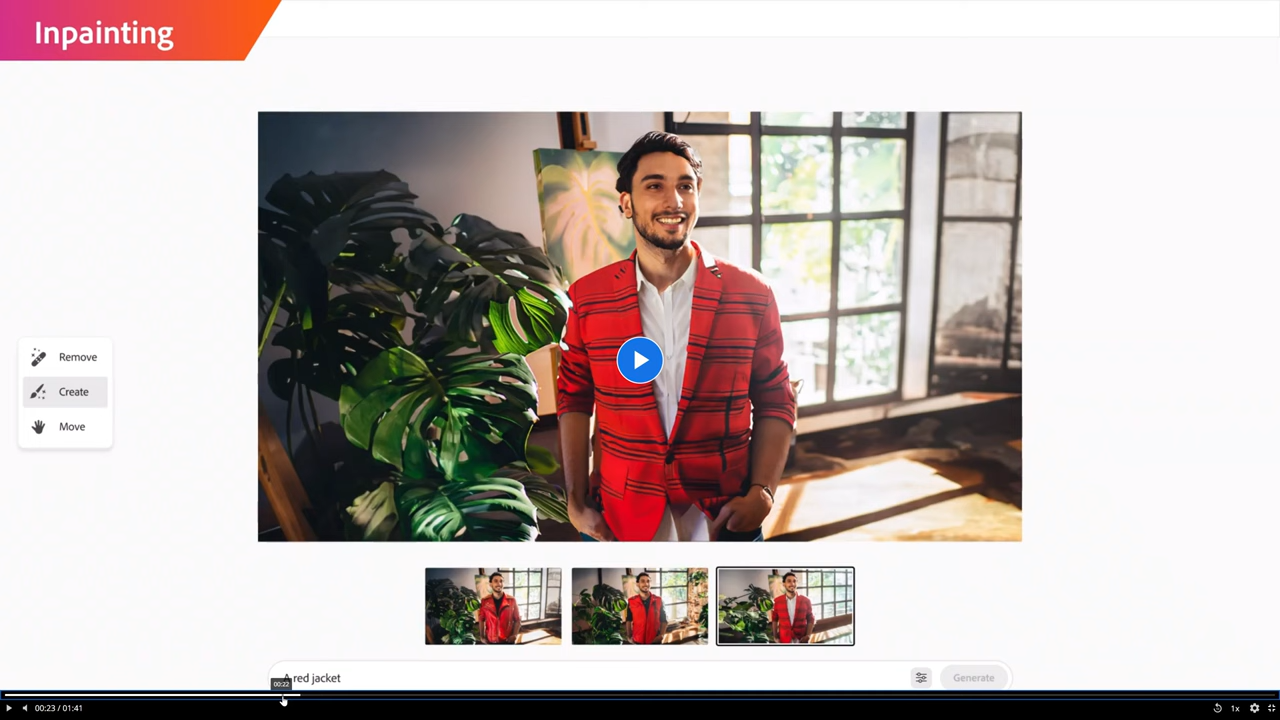 Inpainting
Remove
Create
Move
A red jacket
Generate
00:22
00:23 / 01:41
1x